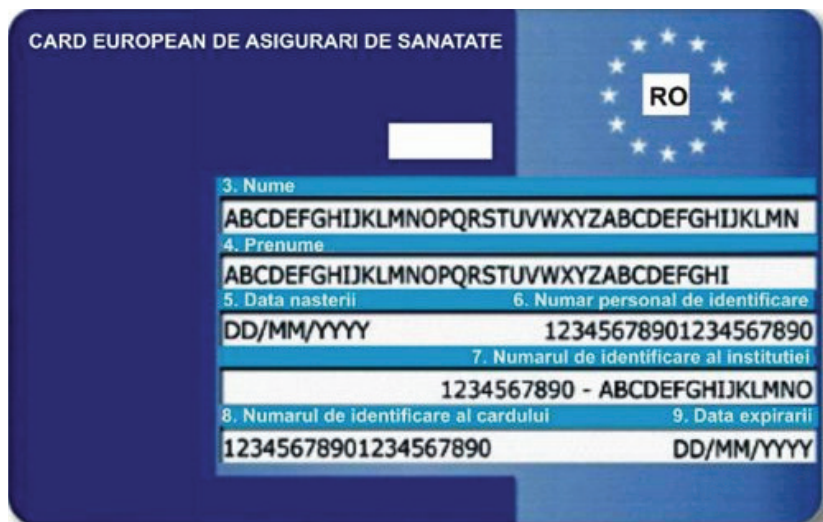 CARD EUROPEAN DE ASIGURARI DE SANATATE
RO
3. Nume
ABCDEFGHIJKLMNOPQRSTUVWXYZABCDEFGHIJKLMN
4. Prenume
ABCDEFGHIJKLMNOPQRSTUVWXYZABCDEFGHI
5. Data nasterii 6. Numar personal de identificare
DD/MM/YYYY 12345678901234567890
7. Numarul de identificare al institutiei
1234567890 - ABCDEFGHIJKLMNO
8. Numarul de identificare al cardului 9. Data expirarii
12345678901234567890 DD/MM/YYYY